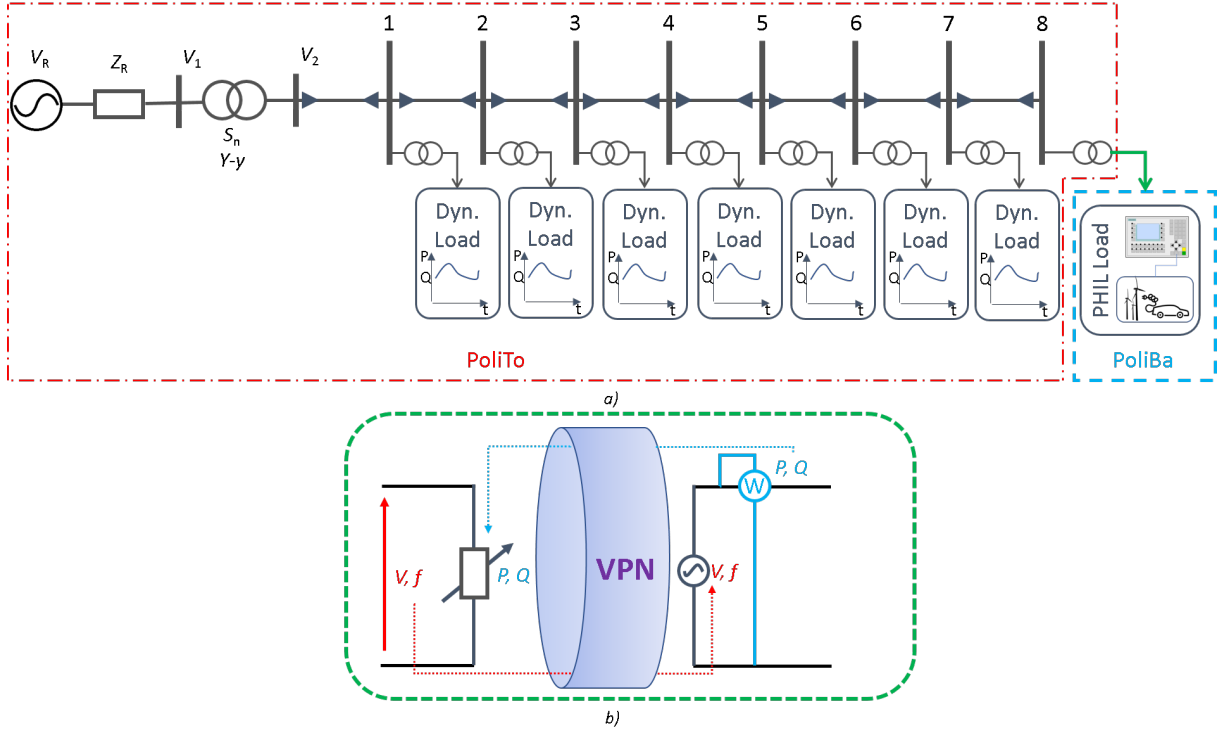 1 2 3 4 5 6 7 8
V_R Z_R V_1 V_2
S_n
Y-y
Dyn. Load P Q t
Dyn. Load P Q t
Dyn. Load P Q t
Dyn. Load P Q t
Dyn. Load P Q t
Dyn. Load P Q t
Dyn. Load P Q t
PHIL Load
PoliTo
PoliBa
a)
P, Q
W
V, f
P, Q
VPN
V, f
b)